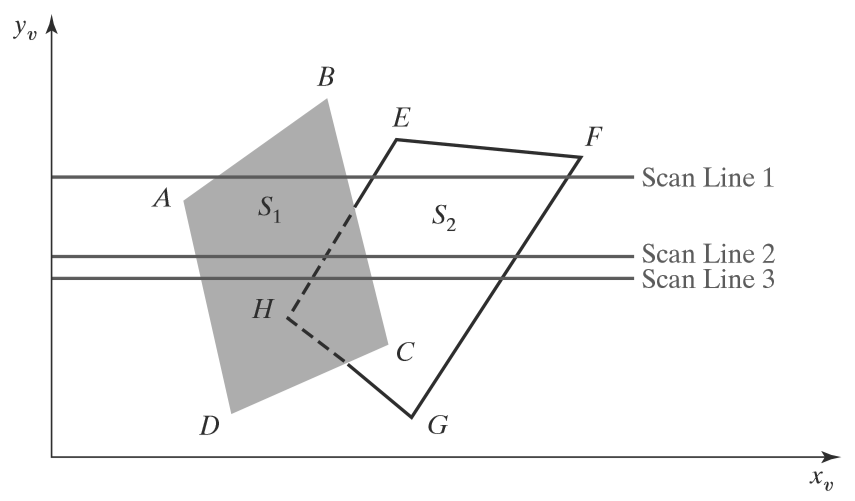 y_v
B
E
F
A
Scan Line 1
S_1
S_2
Scan Line 2
Scan Line 3
H
C
D
G
x_v